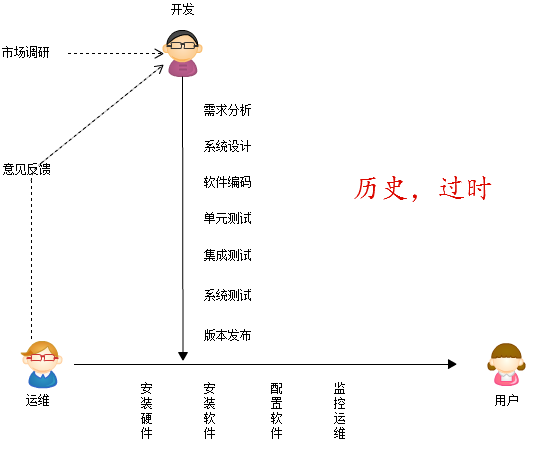 开发
市场调研
需求分析
系统设计
意见反馈
软件编码
历史，过时
单元测试
集成测试
系统测试
版本发布
运维
安装硬件
安装软件
配置软件
监控运维
用户